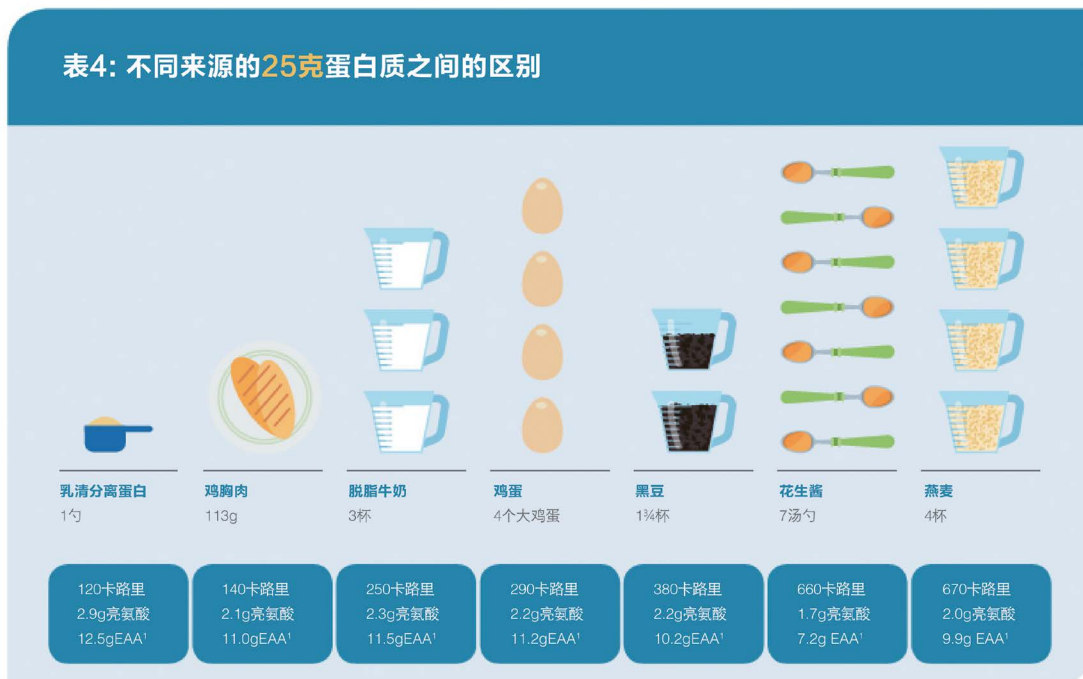 表4: 不同来源的25克蛋白质之间的区别
乳清分离蛋白
1勺
鸡胸肉
113g
脱脂牛奶
3杯
鸡蛋
4个大鸡蛋
黑豆
1¾杯
花生酱
7汤勺
燕麦
4杯
120卡路里
2.9g亮氨酸
12.5gEAA¹
140卡路里
2.1g亮氨酸
11.0gEAA¹
250卡路里
2.3g亮氨酸
11.5gEAA¹
290卡路里
2.2g亮氨酸
11.2gEAA¹
380卡路里
2.2g亮氨酸
10.2gEAA¹
660卡路里
1.7g亮氨酸
7.2g EAA¹
670卡路里
2.0g亮氨酸
9.9g EAA¹